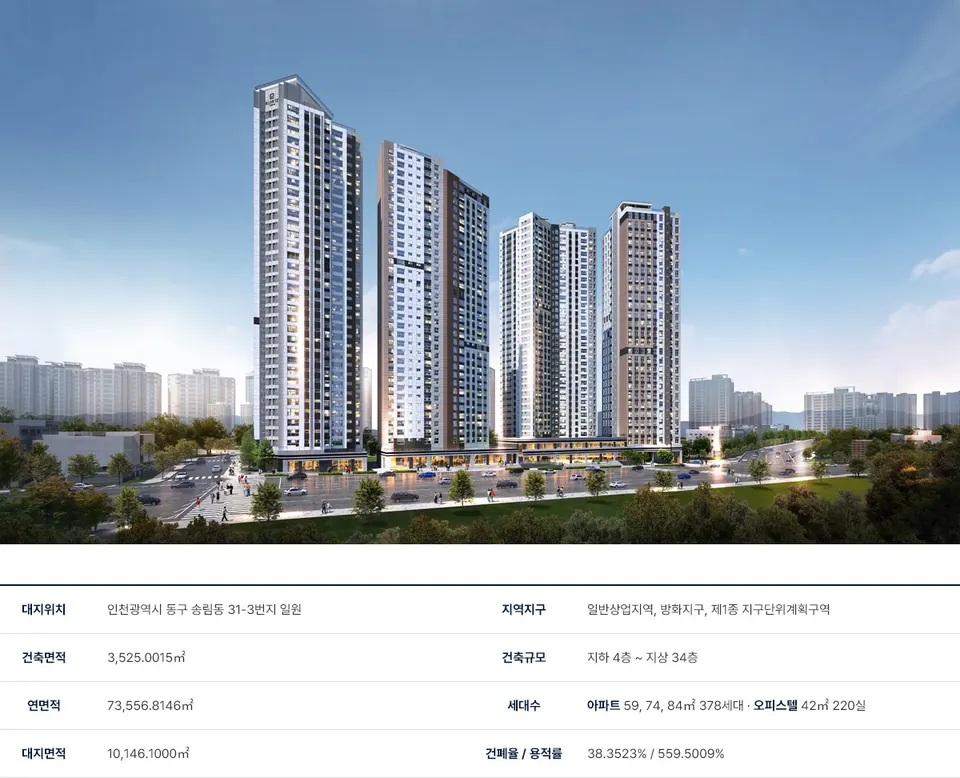 대지위치 인천광역시 동구 송림동 31-3번지 일원 지역지구 일반상업지역, 방화지구, 제1종 지구단위계획구역
건축면적 3,525.0015㎡ 건축규모 지하 4층 ~ 지상 34층
연면적 73,556.8146㎡ 세대수 아파트 59, 74, 84㎡ 378세대 · 오피스텔 42㎡ 220실
대지면적 10,146.1000㎡ 건폐율 / 용적률 38.3523% / 559.5009%